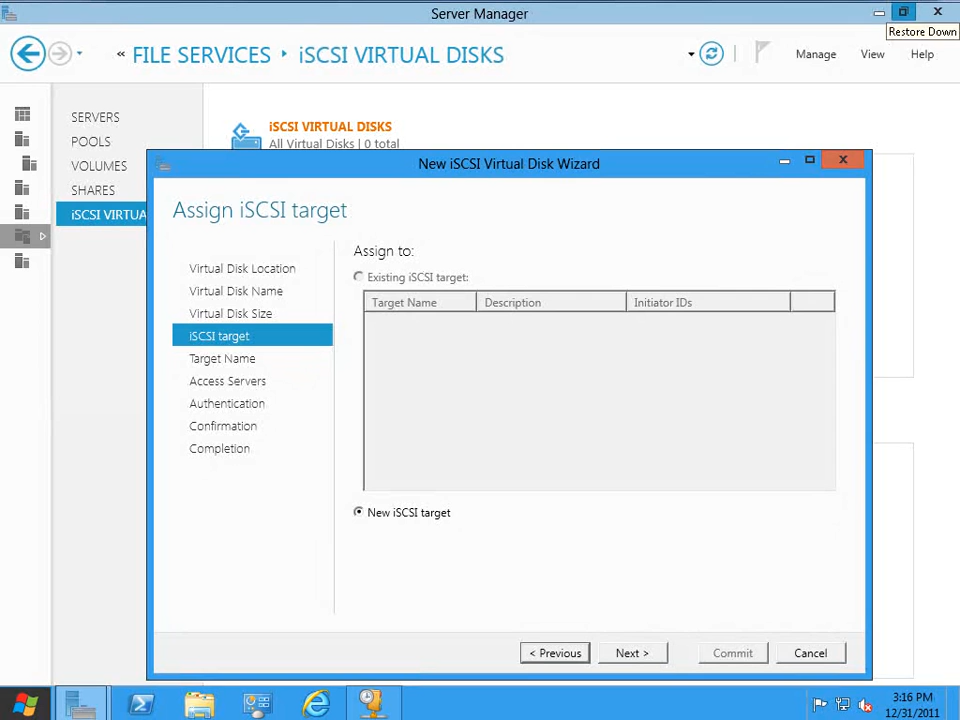 Server Manager
Restore Down
« FILE SERVICES iSCSI VIRTUAL DISKS
Manage View Help
SERVERS
POOLS
VOLUMES
SHARES
iSCSI VIRTUA
iSCSI VIRTUAL DISKS
All Virtual Disks | 0 total
New iSCSI Virtual Disk Wizard
Assign iSCSI target
Virtual Disk Location
Virtual Disk Name
Virtual Disk Size
iSCSI target
Target Name
Access Servers
Authentication
Confirmation
Completion
Assign to:
Existing iSCSI target:
Target Name Description Initiator IDs
New iSCSI target
< Previous Next > Commit Cancel
3:16 PM
12/31/2011